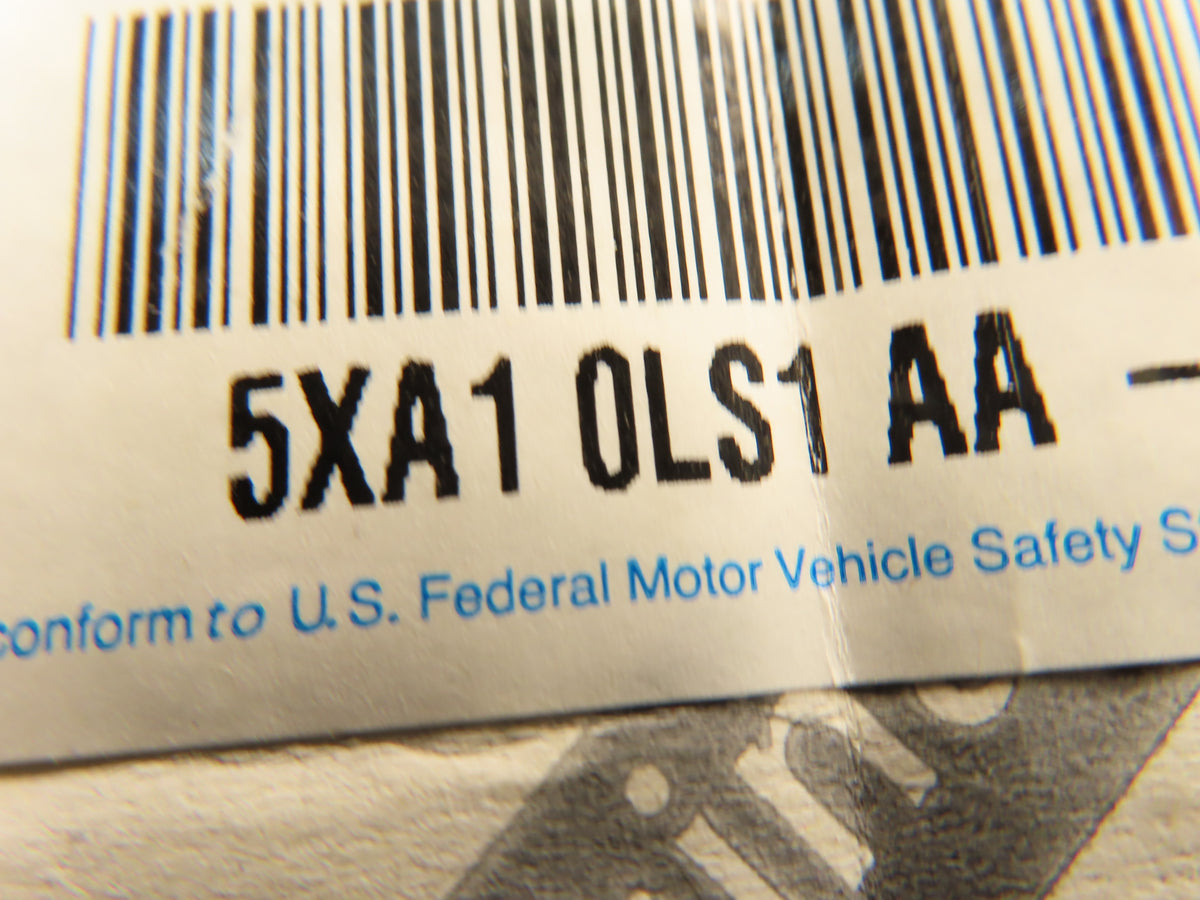 5XA1 0LS1 AA –
conform to U.S. Federal Motor Vehicle Safety